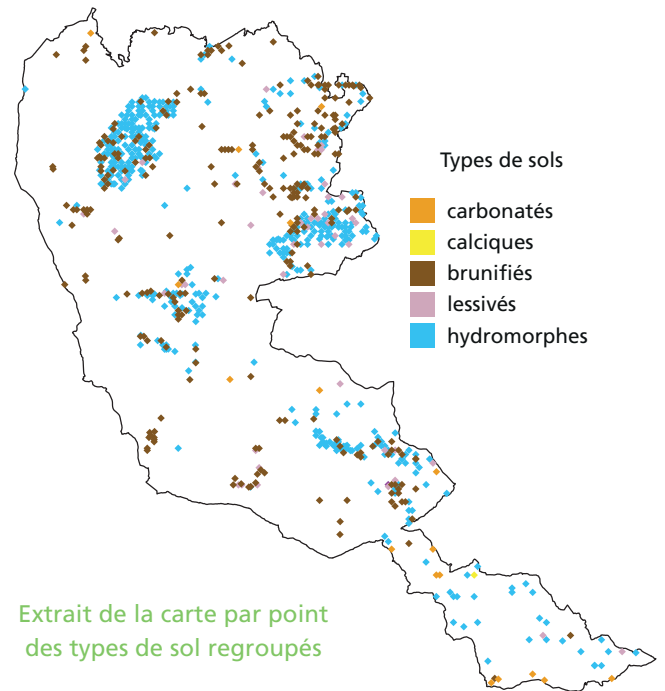 Types de sols
carbonatés
calciques
brunifiés
lessivés
hydromorphes
Extrait de la carte par point
des types de sol regroupés